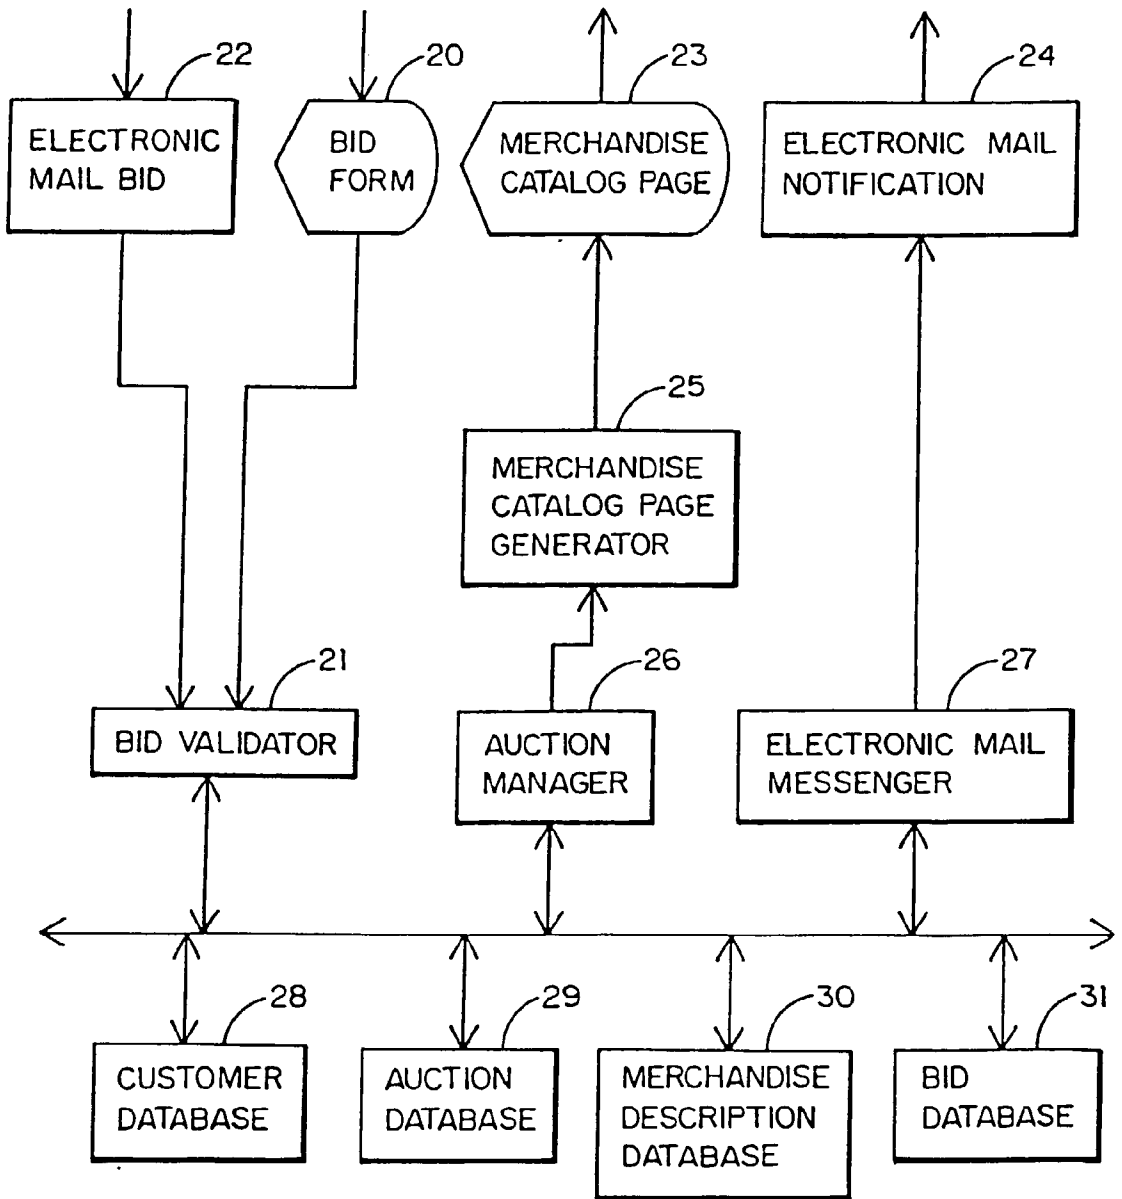 22
20
23
24
ELECTRONIC
MAIL BID
BID
FORM
MERCHANDISE
CATALOG PAGE
ELECTRONIC MAIL
NOTIFICATION
25
MERCHANDISE
CATALOG PAGE
GENERATOR
21
26
27
BID VALIDATOR
AUCTION
MANAGER
ELECTRONIC MAIL
MESSENGER
28
29
30
31
CUSTOMER
DATABASE
AUCTION
DATABASE
MERCHANDISE
DESCRIPTION
DATABASE
BID
DATABASE